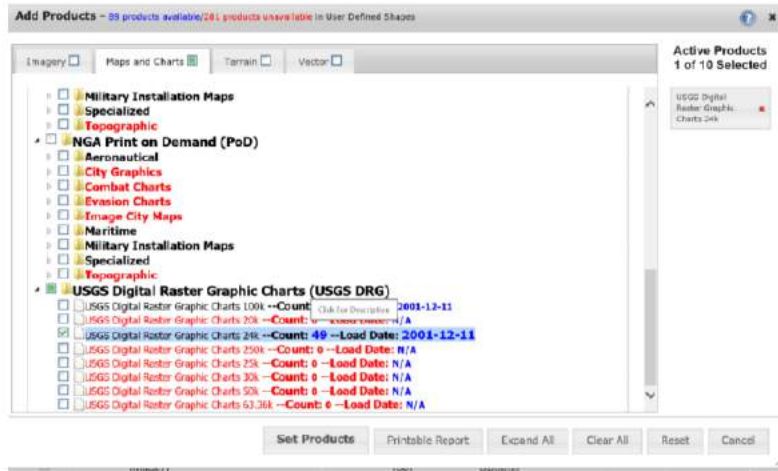 Add Products - 89 products available/281 products unavailable in User Defined Shapes
Imagery
Maps and Charts
Terrain
Vector
Active Products
1 of 10 Selected
USGS Digital
Raster Graphic
Charts 24k
Military Installation Maps
Specialized
Topographic
NGA Print on Demand (PoD)
Aeronautical
City Graphics
Combat Charts
Evasion Charts
Image City Maps
Maritime
Military Installation Maps
Specialized
Topographic
USGS Digital Raster Graphic Charts (USGS DRG)
USGS Digital Raster Graphic Charts 100k --Count 2001-12-11
Click for Description
USGS Digital Raster Graphic Charts 20k --Count: 0 --Load Date: N/A
USGS Digital Raster Graphic Charts 24k --Count: 49 --Load Date: 2001-12-11
USGS Digital Raster Graphic Charts 250k --Count: 0 --Load Date: N/A
USGS Digital Raster Graphic Charts 25k --Count: 0 --Load Date: N/A
USGS Digital Raster Graphic Charts 30k --Count: 0 --Load Date: N/A
USGS Digital Raster Graphic Charts 50k --Count: 0 --Load Date: N/A
USGS Digital Raster Graphic Charts 63.36k --Count: 0 --Load Date: N/A
Set Products
Printable Report
Expand All
Clear All
Reset
Cancel